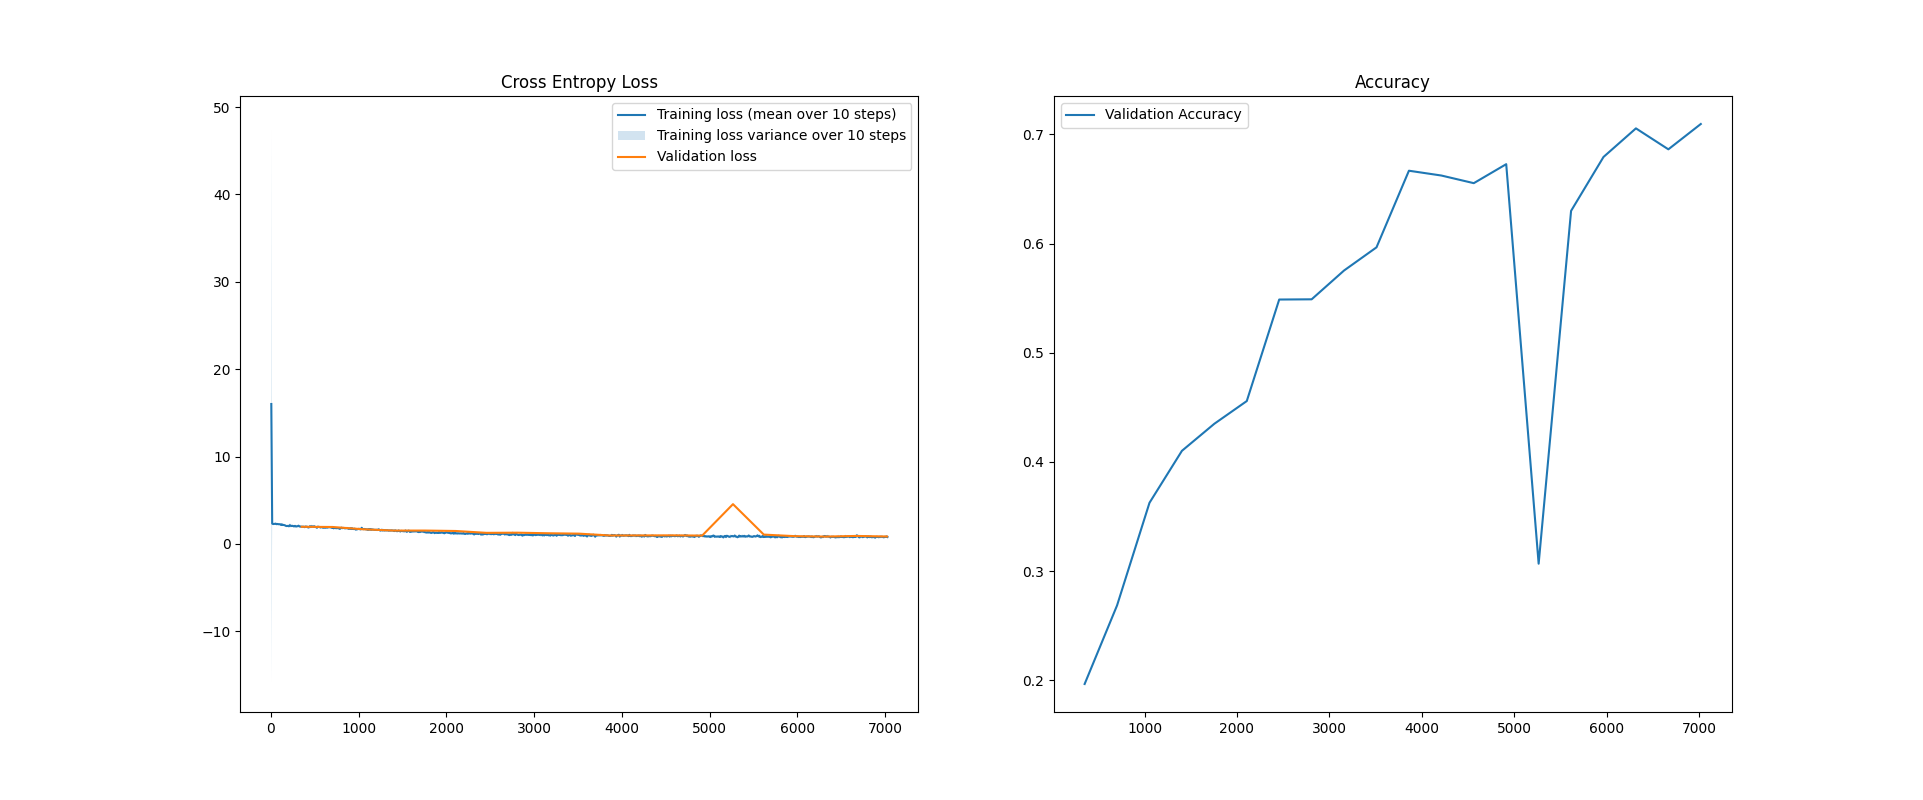 Cross Entropy Loss
50
40
30
20
10
0
−10
0 1000 2000 3000 4000 5000 6000 7000
Training loss (mean over 10 steps)
Training loss variance over 10 steps
Validation loss
Accuracy
Validation Accuracy
0.7
0.6
0.5
0.4
0.3
0.2
1000 2000 3000 4000 5000 6000 7000